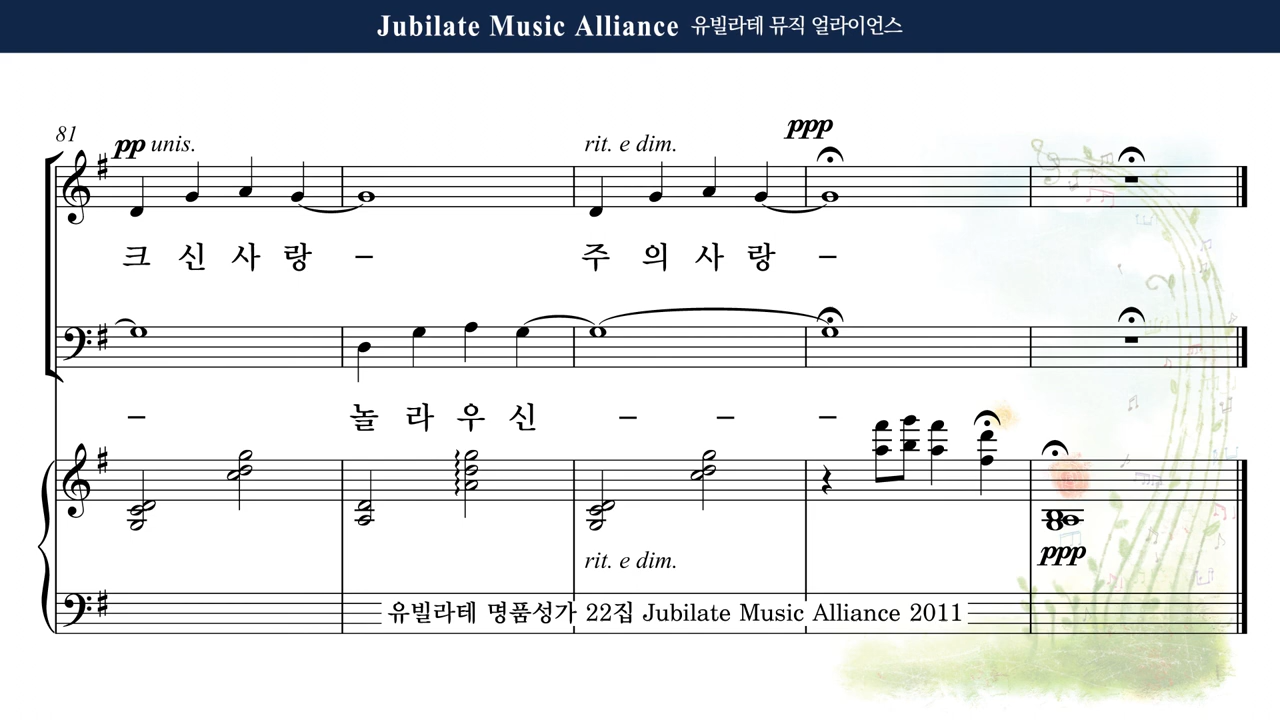 Jubilate Music Alliance 유빌라테 뮤직 얼라이언스
81
pp unis.
rit. e dim.
ppp
크 신 사 랑 – 주 의 사 랑 –
– 놀 라 우 신 – – –
rit. e dim.
ppp
유빌라테 명품성가 22집 Jubilate Music Alliance 2011